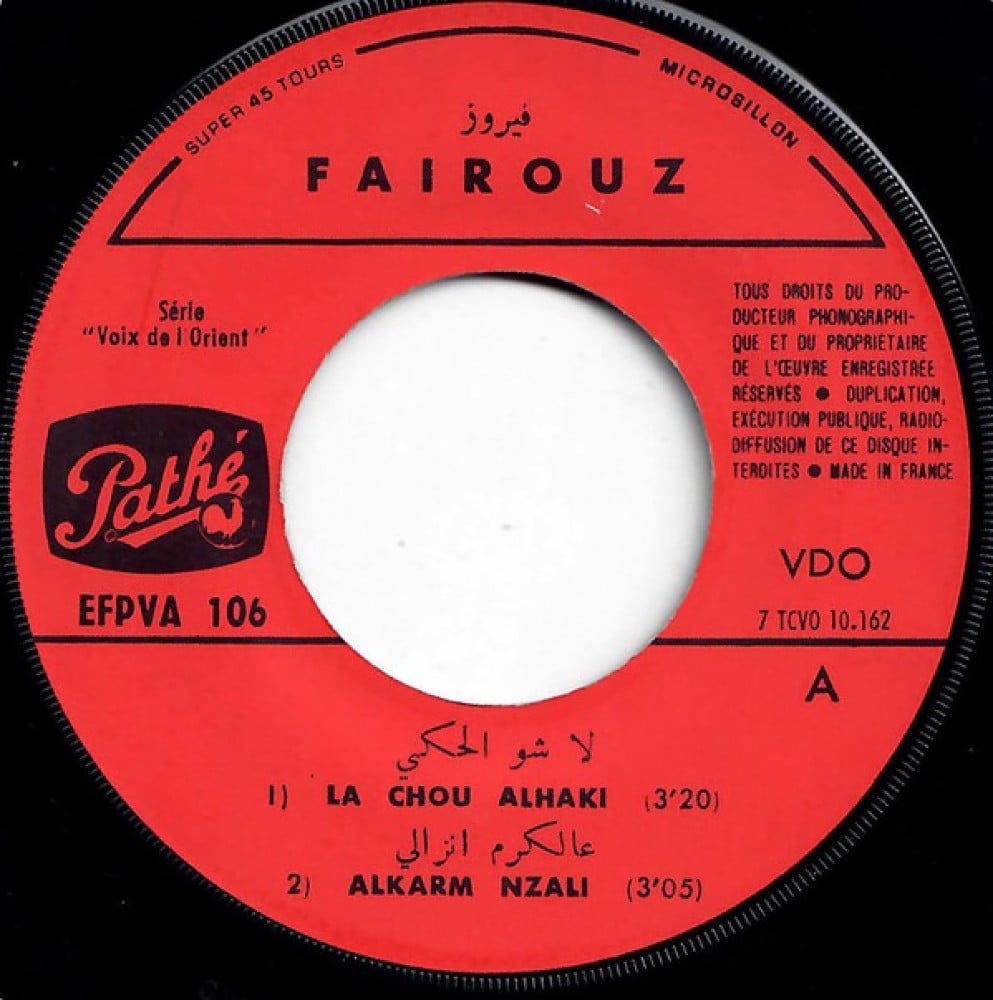 SUPER 45 TOURS
MICROSILLON
فيروز
FAIROUZ
Série
"Voix de l'Orient"
TOUS DROITS DU PRO-
DUCTEUR PHONOGRAPHI-
QUE ET DU PROPRIÉTAIRE
DE L'ŒUVRE ENREGISTRÉE
RÉSERVÉS ● DUPLICATION,
EXÉCUTION PUBLIQUE, RADIO-
DIFFUSION DE CE DISQUE IN-
TERDITES ● MADE IN FRANCE
Pathé
EFPVA 106
VDO
7 TCVO 10.162
A
لا شو الحكي
1) LA CHOU ALHAKI (3'20)
عالكرم انزالي
2) ALKARM NZALI (3'05)